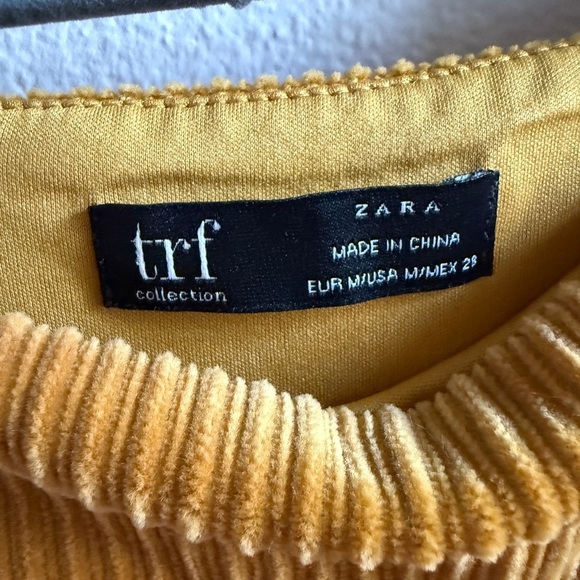 trf
collection
ZARA
MADE IN CHINA
EUR M/USA M/MEX 28